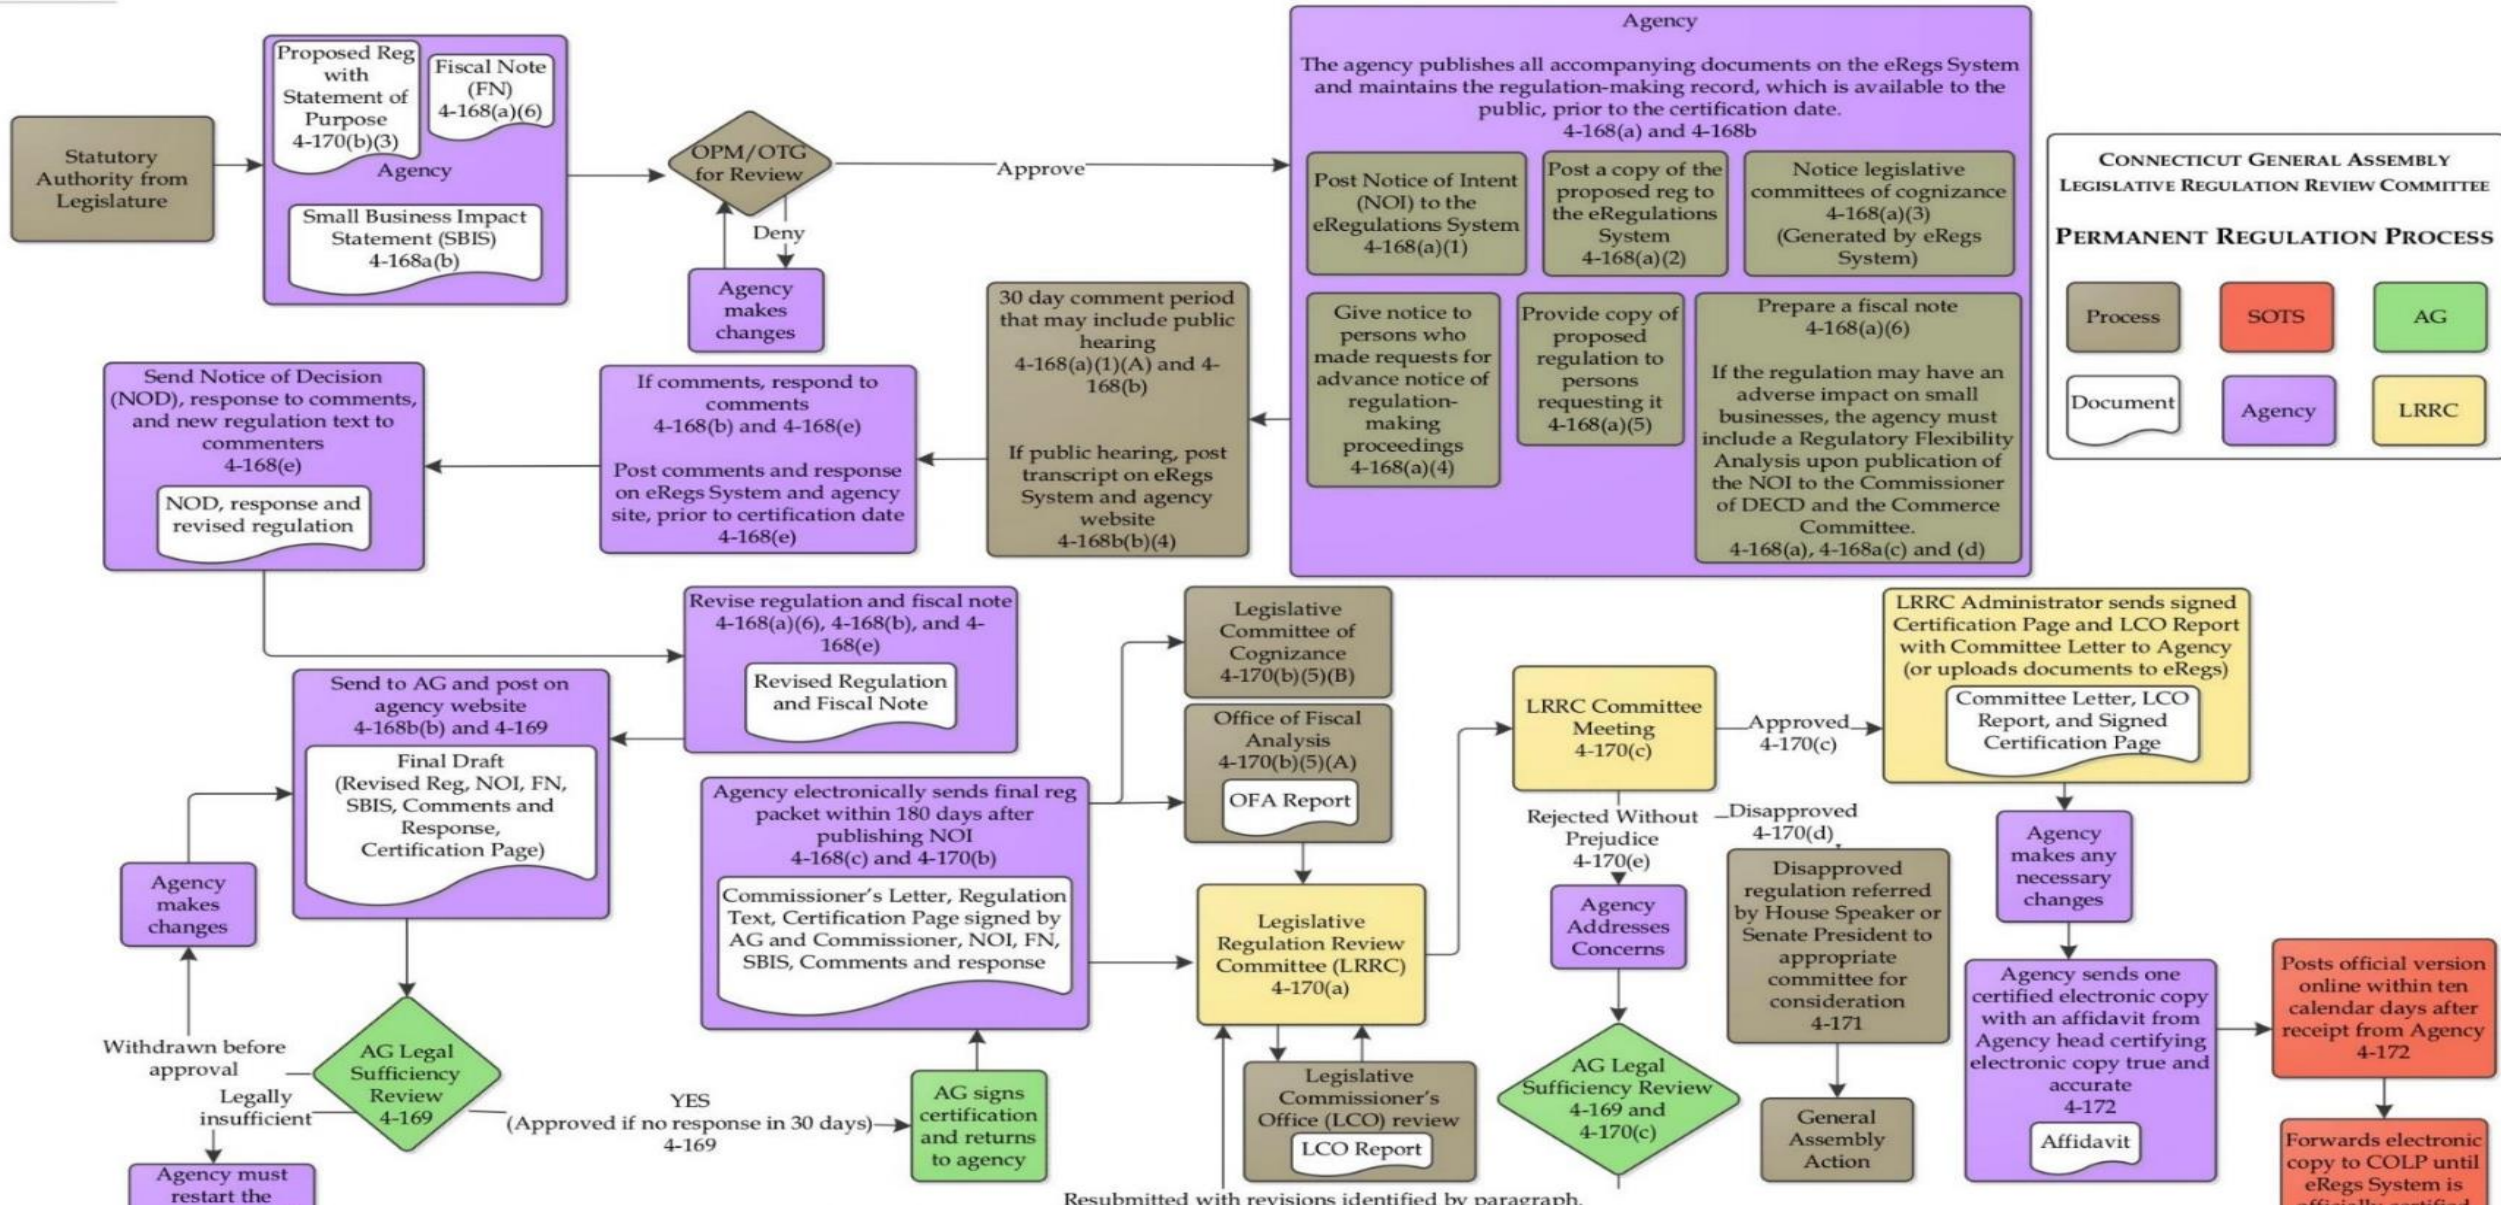 Statutory
Authority from
Legislature
Proposed Reg
with
Statement of
Purpose
4-170(b)(3)
Fiscal Note
(FN)
4-168(a)(6)
Agency
Small Business Impact
Statement (SBIS)
4-168a(b)
OPM/OTG
for Review
Approve
Deny
Agency
makes
changes
Agency
The agency publishes all accompanying documents on the eRegs System
and maintains the regulation-making record, which is available to the
public, prior to the certification date.
4-168(a) and 4-168b
Post Notice of Intent
(NOI) to the
eRegulations System
4-168(a)(1)
Post a copy of the
proposed reg to
the eRegulations
System
4-168(a)(2)
Notice legislative
committees of cognizance
4-168(a)(3)
(Generated by eRegs
System)
Give notice to
persons who
made requests for
advance notice of
regulation-
making
proceedings
4-168(a)(4)
Provide copy of
proposed
regulation to
persons
requesting it
4-168(a)(5)
Prepare a fiscal note
4-168(a)(6)
If the regulation may have an
adverse impact on small
businesses, the agency must
include a Regulatory Flexibility
Analysis upon publication of
the NOI to the Commissioner
of DECD and the Commerce
Committee.
4-168(a), 4-168a(c) and (d)
CONNECTICUT GENERAL ASSEMBLY
LEGISLATIVE REGULATION REVIEW COMMITTEE
PERMANENT REGULATION PROCESS
Process
SOTS
AG
Document
Agency
LRRC
30 day comment period
that may include public
hearing
4-168(a)(1)(A) and 4-
168(b)
If public hearing, post
transcript on eRegs
System and agency
website
4-168b(b)(4)
If comments, respond to
comments
4-168(b) and 4-168(e)
Post comments and response
on eRegs System and agency
site, prior to certification date
4-168(e)
Send Notice of Decision
(NOD), response to comments,
and new regulation text to
commenters
4-168(e)
NOD, response and
revised regulation
Revise regulation and fiscal note
4-168(a)(6), 4-168(b), and 4-
168(e)
Revised Regulation
and Fiscal Note
Send to AG and post on
agency website
4-168b(b) and 4-169
Final Draft
(Revised Reg, NOI, FN,
SBIS, Comments and
Response,
Certification Page)
Agency
makes
changes
Withdrawn before
approval
Legally
insufficient
AG Legal
Sufficiency
Review
4-169
Agency must
restart the
YES
(Approved if no response in 30 days)
4-169
AG signs
certification
and returns
to agency
Agency electronically sends final reg
packet within 180 days after
publishing NOI
4-168(c) and 4-170(b)
Commissioner's Letter, Regulation
Text, Certification Page signed by
AG and Commissioner, NOI, FN,
SBIS, Comments and response
Legislative
Committee of
Cognizance
4-170(b)(5)(B)
Office of Fiscal
Analysis
4-170(b)(5)(A)
OFA Report
Legislative
Regulation Review
Committee (LRRC)
4-170(a)
Legislative
Commissioner's
Office (LCO) review
LCO Report
Resubmitted with revisions identified by paragraph.
LRRC Committee
Meeting
4-170(c)
Approved
4-170(c)
Rejected Without
Prejudice
4-170(e)
Disapproved
4-170(d)
Agency
Addresses
Concerns
AG Legal
Sufficiency Review
4-169 and
4-170(c)
Disapproved
regulation referred
by House Speaker or
Senate President to
appropriate
committee for
consideration
4-171
General
Assembly
Action
LRRC Administrator sends signed
Certification Page and LCO Report
with Committee Letter to Agency
(or uploads documents to eRegs)
Committee Letter, LCO
Report, and Signed
Certification Page
Agency
makes any
necessary
changes
Agency sends one
certified electronic copy
with an affidavit from
Agency head certifying
electronic copy true and
accurate
4-172
Affidavit
Posts official version
online within ten
calendar days after
receipt from Agency
4-172
Forwards electronic
copy to COLP until
eRegs System is
officially certified